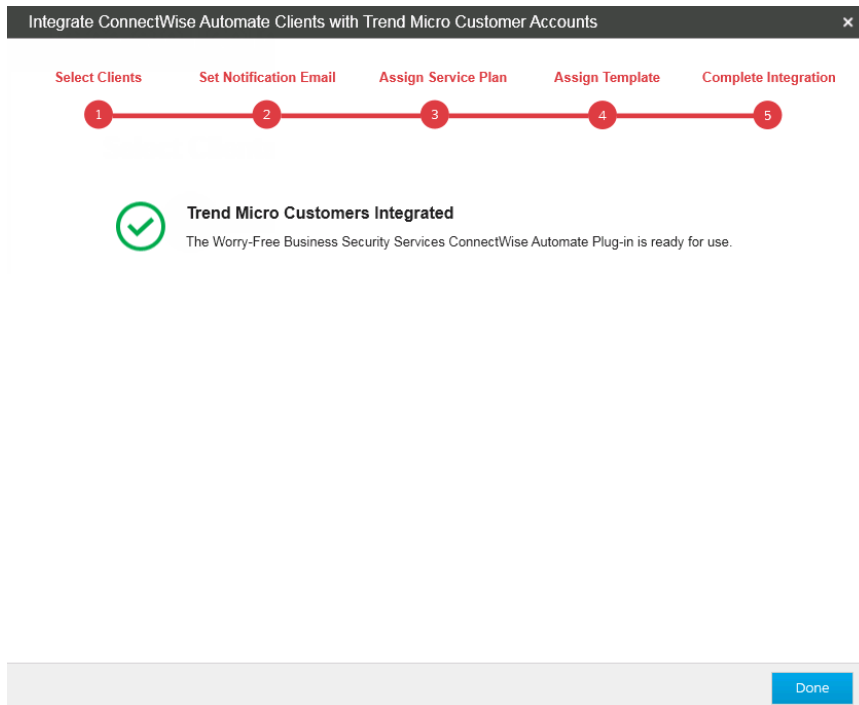 Integrate ConnectWise Automate Clients with Trend Micro Customer Accounts ×
Select Clients Set Notification Email Assign Service Plan Assign Template Complete Integration
1 2 3 4 5
Trend Micro Customers Integrated
The Worry-Free Business Security Services ConnectWise Automate Plug-in is ready for use.
Done